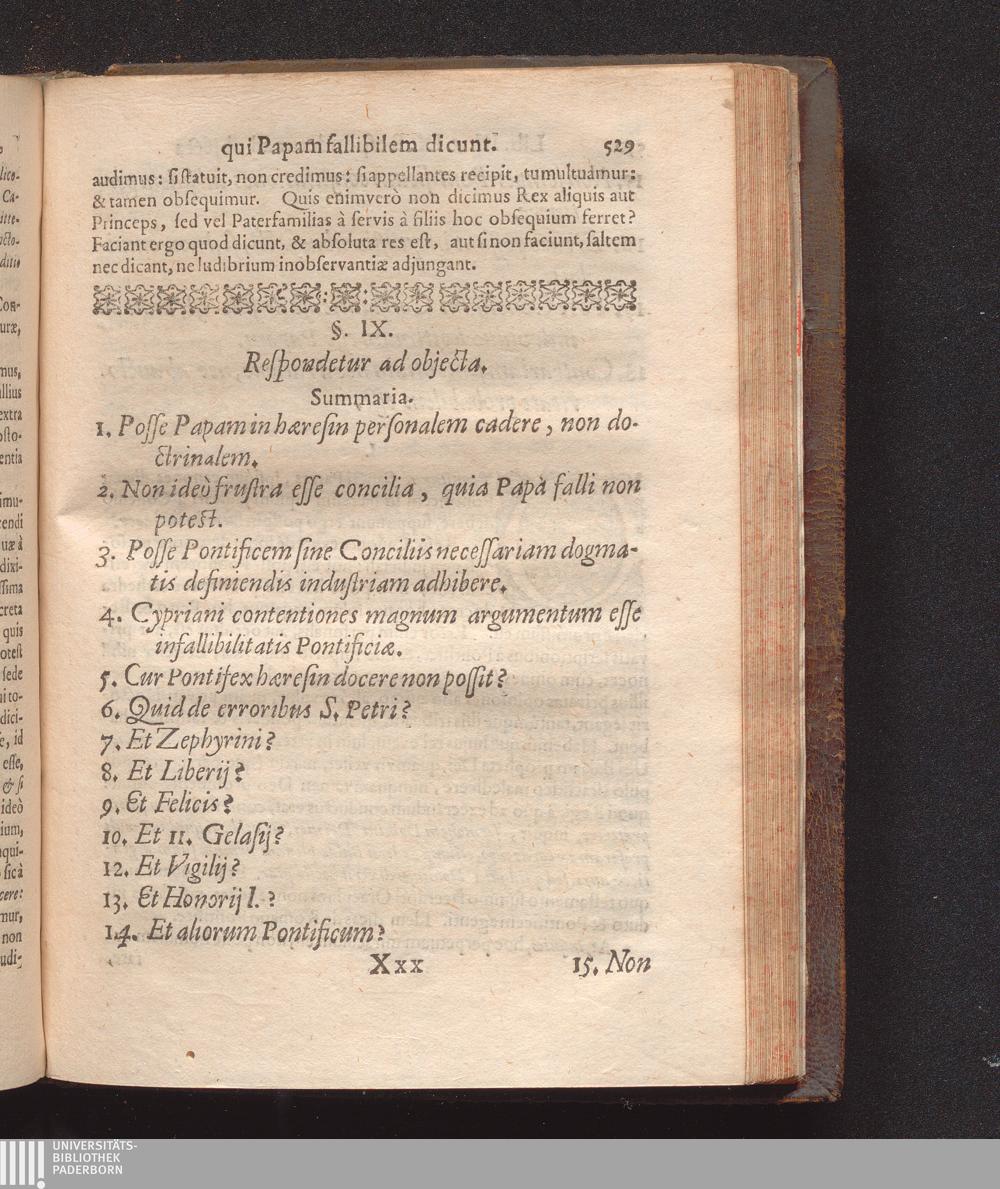 qui Papam fallibilem dicunt. 529
audimus: si statuit, non credimus: si appellantes recipit, tumultuamur:
& tamen obsequimur. Quis enimverò non dicimus Rex aliquis aut
Princeps, sed vel Paterfamilias à servis à filiis hoc obsequium ferret?
Faciant ergo quod dicunt, & absoluta res est, aut si non faciunt, saltem
nec dicant, ne ludibrium inobservantiæ adjungant.
§. IX.
Respondetur ad objecta.
Summaria.
1. Posse Papam in hæresin personalem cadere, non do-
ctrinalem.
2. Non ideò frustra esse concilia, quia Papa falli non
potest.
3. Posse Pontificem sine Conciliis necessariam dogma-
tis definiendis industriam adhibere.
4. Cypriani contentiones magnum argumentum esse
infallibilitatis Pontificiæ.
5. Cur Pontifex hæresin docere non possit?
6. Quid de erroribus S. Petri?
7. Et Zephyrini?
8. Et Liberij?
9. Et Felicis?
10. Et 11. Gelasij?
12. Et Vigilij?
13. Et Honorij I.?
14. Et aliorum Pontificum?
Xxx 15. Non
UNIVERSITÄTS-
BIBLIOTHEK
PADERBORN